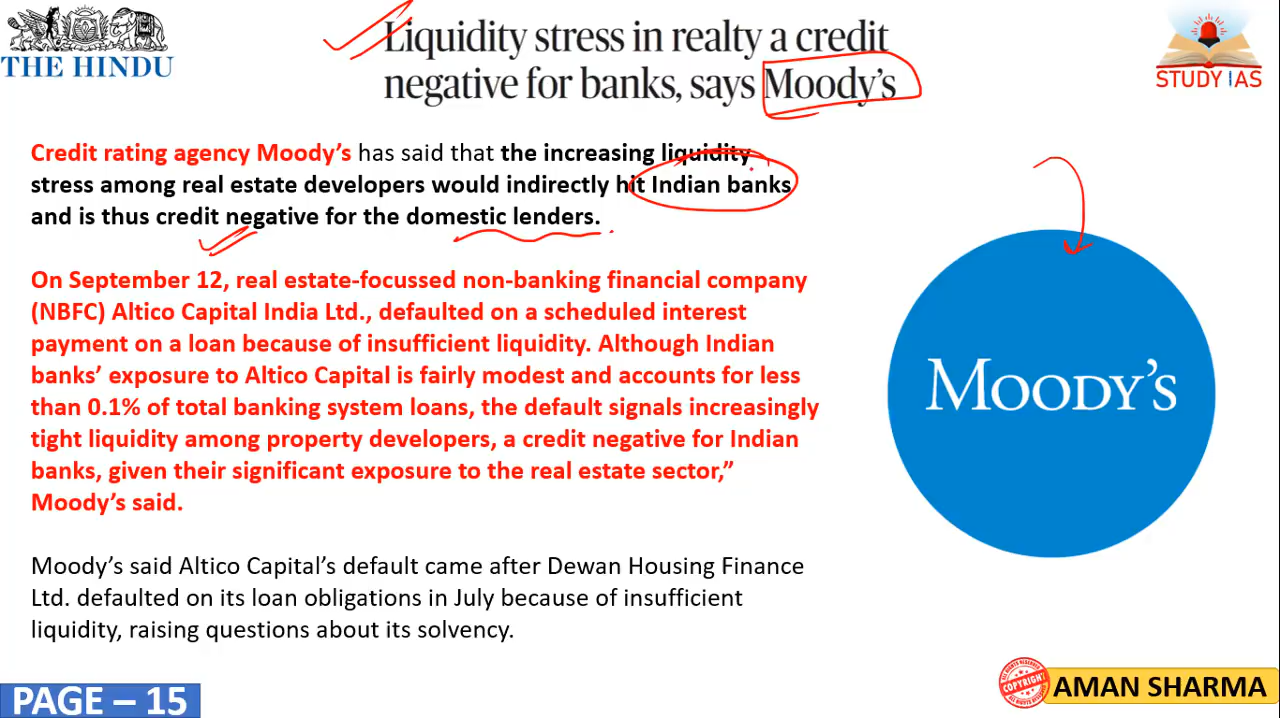 THE HINDU
Liquidity stress in realty a credit
negative for banks, says Moody's
STUDY IAS
Credit rating agency Moody's has said that the increasing liquidity
stress among real estate developers would indirectly hit Indian banks
and is thus credit negative for the domestic lenders.
On September 12, real estate-focussed non-banking financial company
(NBFC) Altico Capital India Ltd., defaulted on a scheduled interest
payment on a loan because of insufficient liquidity. Although Indian
banks' exposure to Altico Capital is fairly modest and accounts for less
than 0.1% of total banking system loans, the default signals increasingly
tight liquidity among property developers, a credit negative for Indian
banks, given their significant exposure to the real estate sector,"
Moody's said.
MOODY'S
Moody's said Altico Capital's default came after Dewan Housing Finance
Ltd. defaulted on its loan obligations in July because of insufficient
liquidity, raising questions about its solvency.
PAGE – 15
COPYRIGHT
AMAN SHARMA